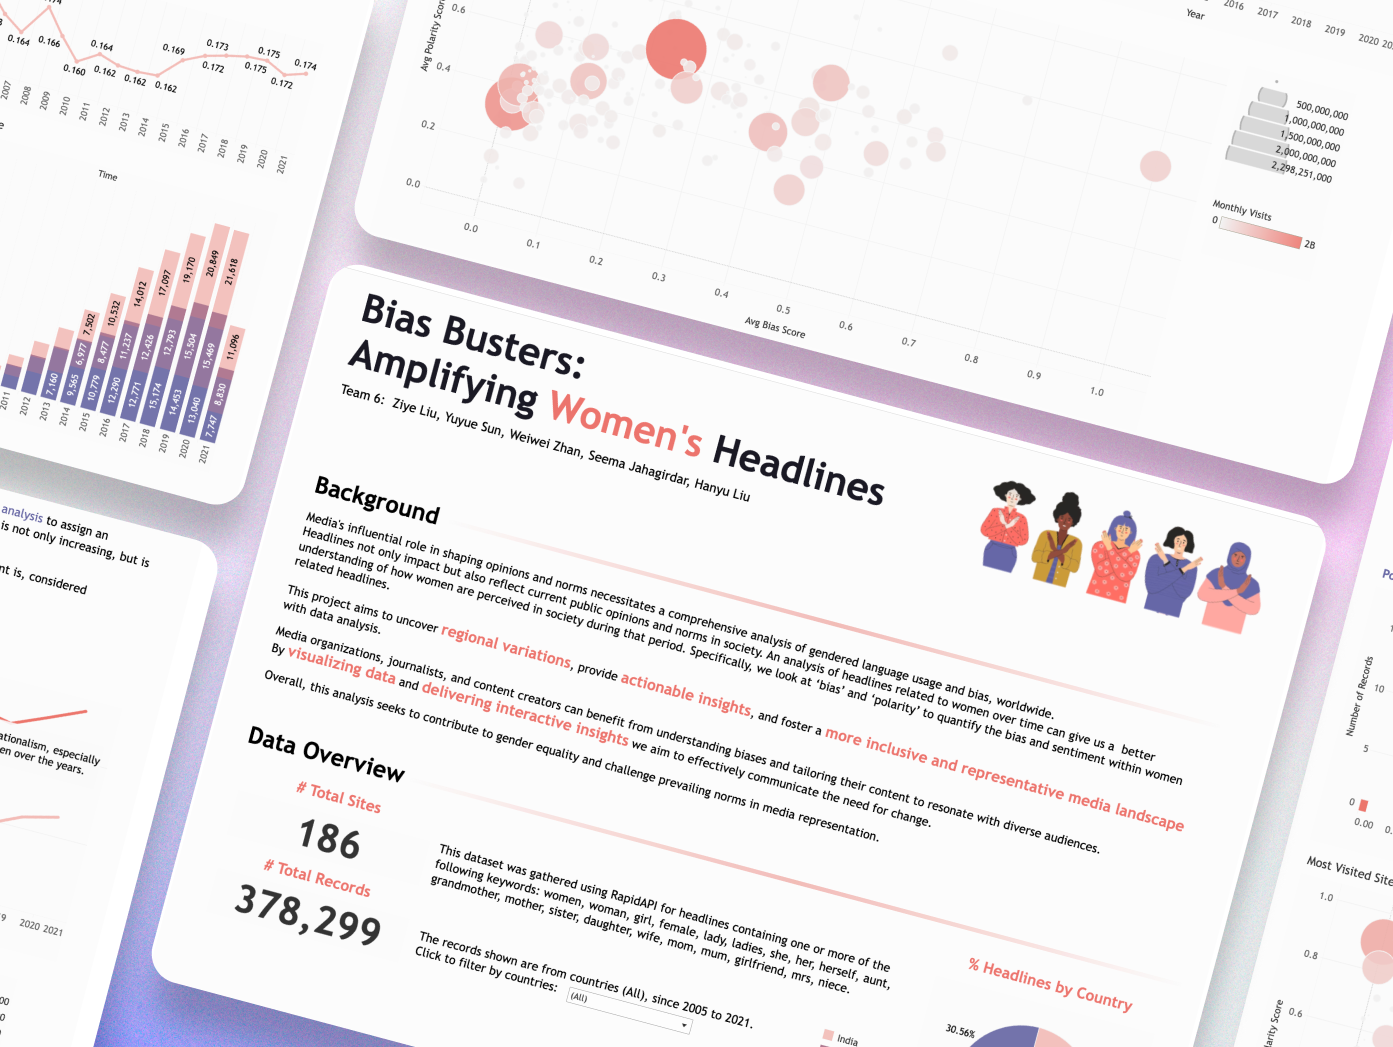 0.164
0.166
0.160
0.164
0.162
0.162
0.162
0.169
0.173
0.172
0.175
0.175
0.172
0.174
2007
2008
2009
2010
2011
2012
2013
2014
2015
2016
2017
2018
2019
2020
2021
Time
7,502
10,532
14,012
17,097
19,170
20,849
21,618
11,096
6,977
8,477
11,237
12,426
12,793
15,504
15,469
8,830
7,160
9,565
10,779
12,290
12,771
15,174
14,453
13,040
7,747
2011
2012
2013
2014
2015
2016
2017
2018
2019
2020
2021
analysis to assign an
is not only increasing, but is
nt is, considered
ationalism, especially
en over the years.
2020 2021
Avg Polarity Scor
0.6
0.4
0.2
0.0
0.0
0.1
0.2
0.3
0.4
0.5
0.6
0.7
0.8
0.9
1.0
Avg Bias Score
Year
2016
2017
2018
2019
2020
500,000,000
1,000,000,000
1,500,000,000
2,000,000,000
2,298,251,000
Monthly Visits
0
2B
Bias Busters:
Amplifying Women's Headlines
Team 6: Ziye Liu, Yuyue Sun, Weiwei Zhan, Seema Jahagirdar, Hanyu Liu
Background
Media's influential role in shaping opinions and norms necessitates a comprehensive analysis of gendered language usage and bias, worldwide.
Headlines not only impact but also reflect current public opinions and norms in society. An analysis of headlines related to women over time can give us a better
understanding of how women are perceived in society during that period. Specifically, we look at ‘bias’ and ‘polarity’ to quantify the bias and sentiment within women
related headlines.
This project aims to uncover regional variations, provide actionable insights, and foster a more inclusive and representative media landscape
with data analysis.
Media organizations, journalists, and content creators can benefit from understanding biases and tailoring their content to resonate with diverse audiences.
By visualizing data and delivering interactive insights we aim to effectively communicate the need for change.
Overall, this analysis seeks to contribute to gender equality and challenge prevailing norms in media representation.
Data Overview
# Total Sites
186
# Total Records
378,299
This dataset was gathered using RapidAPI for headlines containing one or more of the
following keywords: women, woman, girl, female, lady, ladies, she, her, herself, aunt,
grandmother, mother, sister, daughter, wife, mom, mum, girlfriend, mrs, niece.
The records shown are from countries (All), since 2005 to 2021.
Click to filter by countries:
(All)
% Headlines by Country
India
30.56%
Number of Records
10
5
0
0.00
Most Visited Site
1.0
0.8
0.6
larity Score